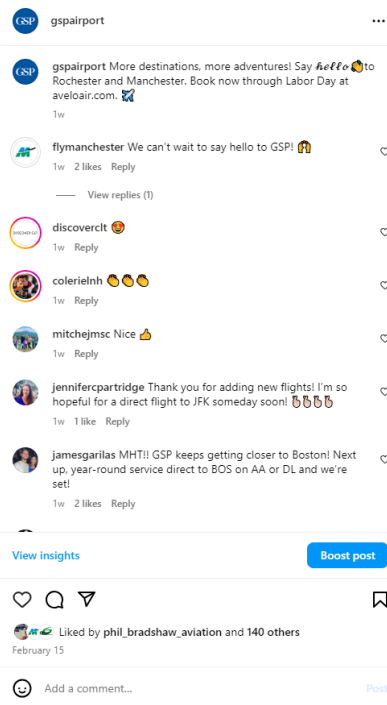 GSP gspairport
GSP gspairport More destinations, more adventures! Say 𝒽𝑒𝓁𝓁𝑜👏to
Rochester and Manchester. Book now through Labor Day at
aveloair.com. ✈️
1w
flymanchester We can't wait to say hello to GSP! 🙌
1w 2 likes Reply
View replies (1)
DISCOVER CLT discoverclt 😍
1w Reply
colerielnh 👏👏👏
1w Reply
mitchejmsc Nice 👍
1w Reply
jennifercpartridge Thank you for adding new flights! I'm so
hopeful for a direct flight to JFK someday soon! 🤞🏻🤞🏻🤞🏻🤞🏻
1w 1 like Reply
jamesgarilas MHT!! GSP keeps getting closer to Boston! Next
up, year-round service direct to BOS on AA or DL and we're
set!
1w 2 likes Reply
View insights
Boost post
Liked by phil_bradshaw_aviation and 140 others
February 15
Add a comment...
Post